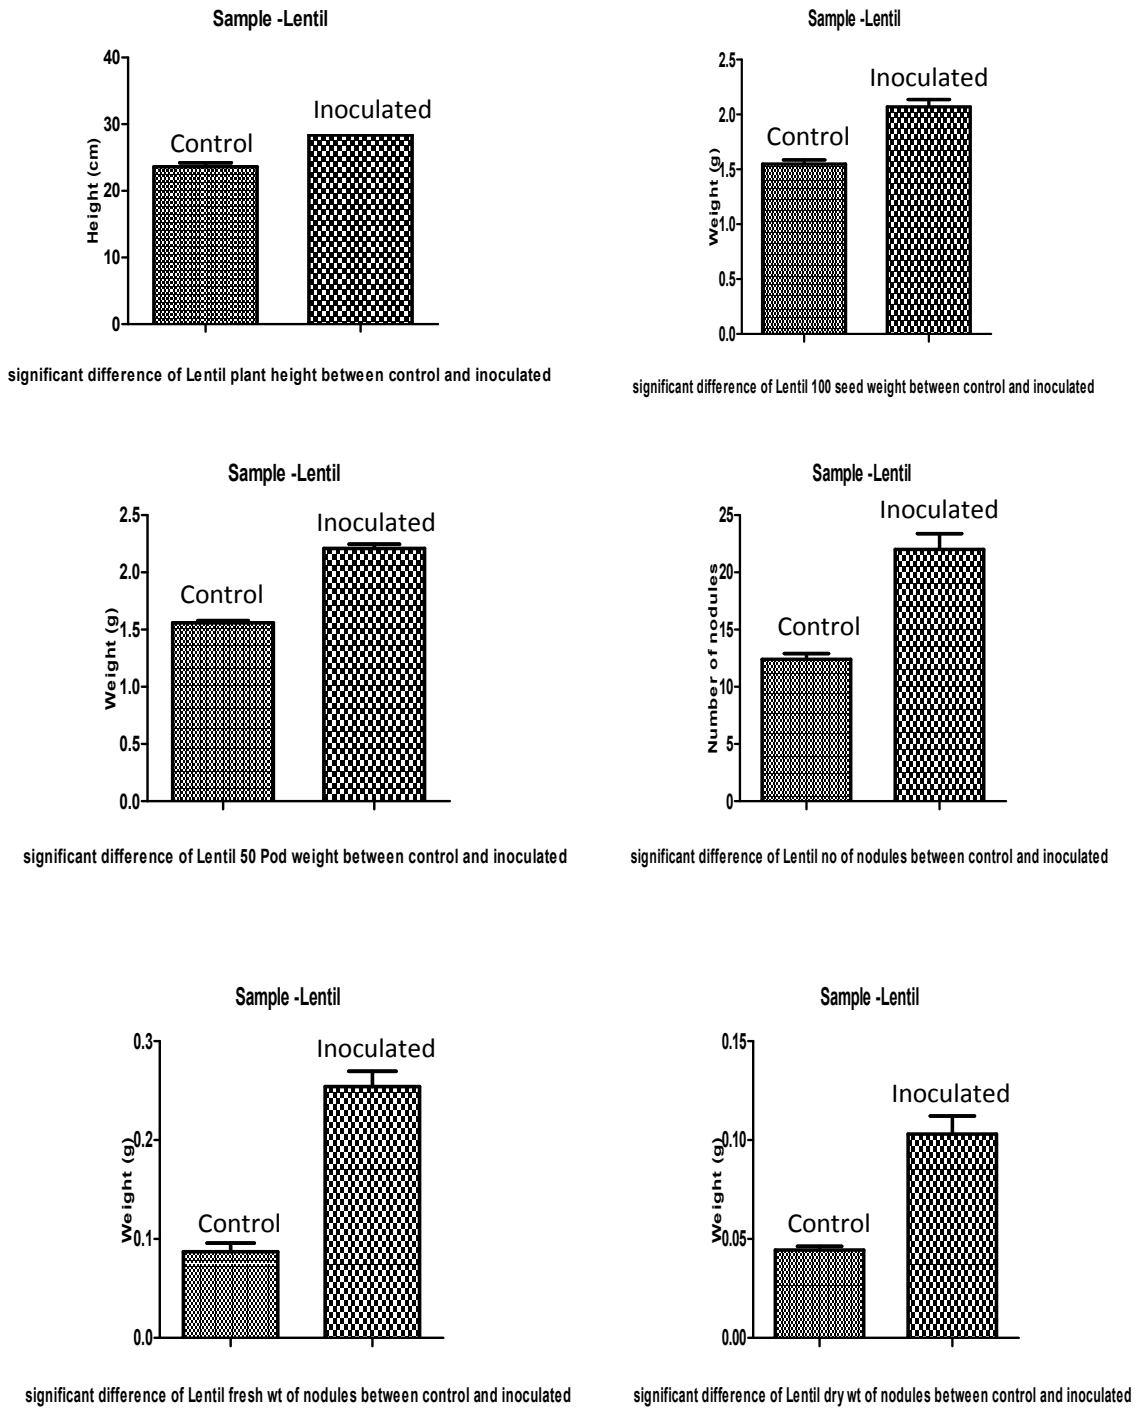 Sample -Lentil
40
30
20
10
0
Height (cm)
Control
Inoculated
significant difference of Lentil plant height between control and inoculated
Sample -Lentil
2.5
2.0
1.5
1.0
0.5
0.0
Weight (g)
Control
Inoculated
significant difference of Lentil 100 seed weight between control and inoculated
Sample -Lentil
2.5
2.0
1.5
1.0
0.5
0.0
Weight (g)
Control
Inoculated
significant difference of Lentil 50 Pod weight between control and inoculated
Sample -Lentil
25
20
15
10
5
0
Number of nodules
Control
Inoculated
significant difference of Lentil no of nodules between control and inoculated
Sample -Lentil
0.3
0.2
0.1
0.0
Weight (g)
Control
Inoculated
significant difference of Lentil fresh wt of nodules between control and inoculated
Sample -Lentil
0.15
0.10
0.05
0.00
Weight (g)
Control
Inoculated
significant difference of Lentil dry wt of nodules between control and inoculated